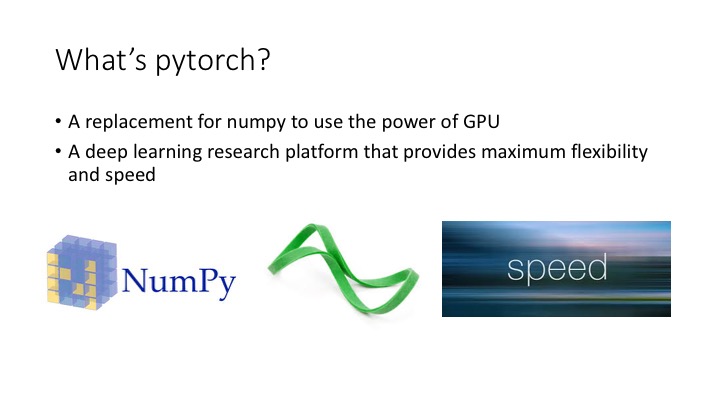 What’s pytorch?
• A replacement for numpy to use the power of GPU
• A deep learning research platform that provides maximum flexibility
and speed
NumPy
speed